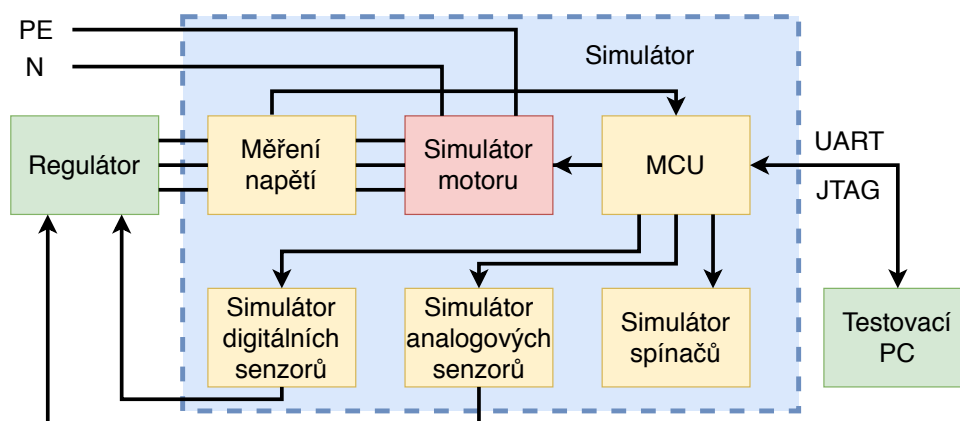 PE
N
Simulátor
Regulátor
Měření
napětí
Simulátor
motoru
MCU
UART
JTAG
Simulátor
digitálních
senzorů
Simulátor
analogových
senzorů
Simulátor
spínačů
Testovací
PC